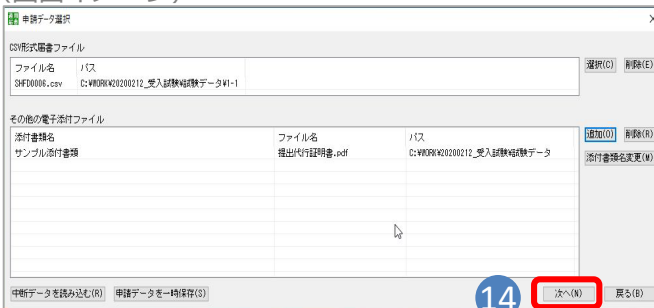 申請データ選択
CSV形式届書ファイル
ファイル名 パス
SHFD0006.csv C:¥WORK¥20200212_受入試験¥試験データ¥1-1
選択(C) 削除(E)
その他の電子添付ファイル
添付書類名 ファイル名 パス
サンプル添付書類 提出代行証明書.pdf C:¥WORK¥20200212_受入試験¥試験データ
追加(O) 削除(R)
添付書類名変更(M)
中断データを読み込む(R) 申請データを一時保存(S)
14 次へ(N) 戻る(B)